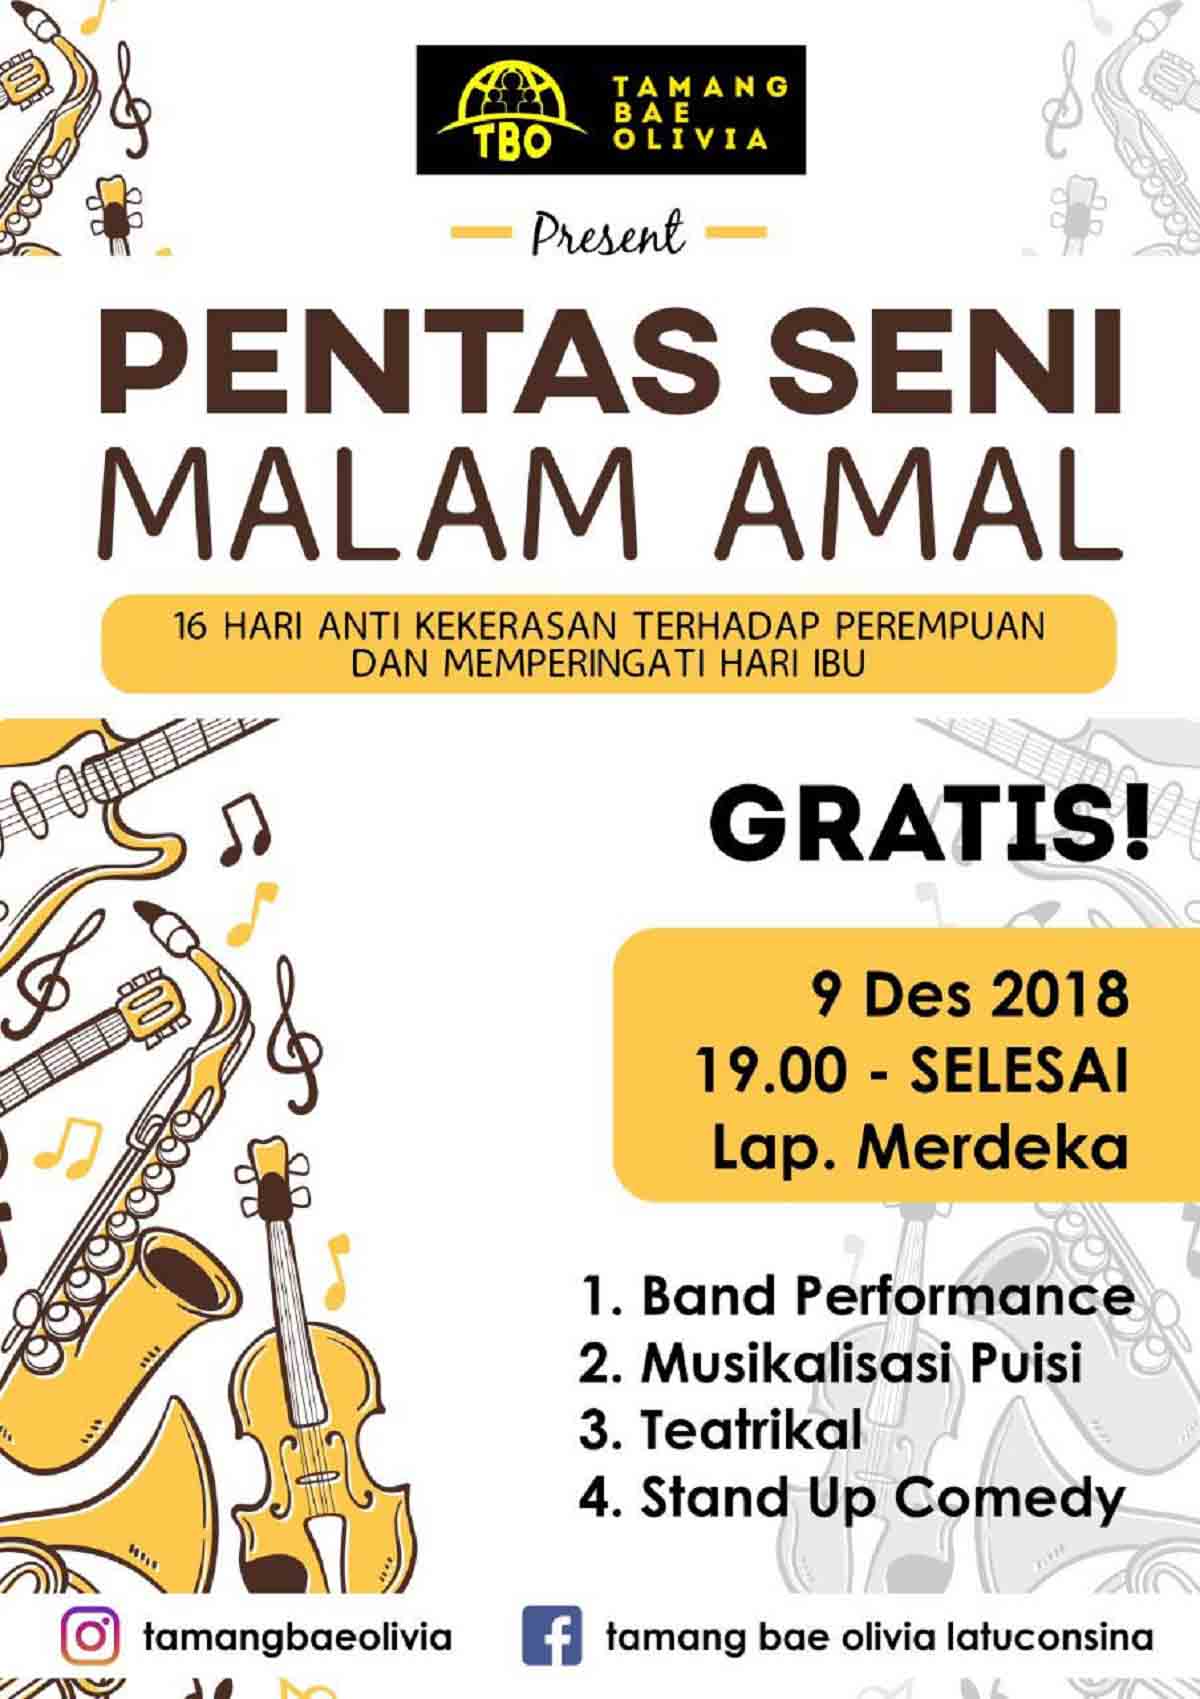 TBO
TAMANG
BAE
OLIVIA
Present
PENTAS SENI
MALAM AMAL
16 HARI ANTI KEKERASAN TERHADAP PEREMPUAN
DAN MEMPERINGATI HARI IBU
GRATIS!
9 Des 2018
19.00 - SELESAI
Lap. Merdeka
1. Band Performance
2. Musikalisasi Puisi
3. Teatrikal
4. Stand Up Comedy
tamangbaeolivia
tamang bae olivia latuconsina